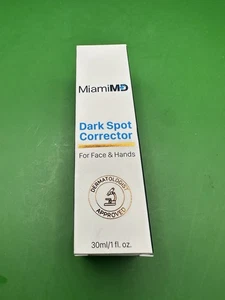 MiamiMD
Dark Spot
Corrector
For Face & Hands
DERMATOLOGIST
APPROVED
30ml/1 fl. oz.